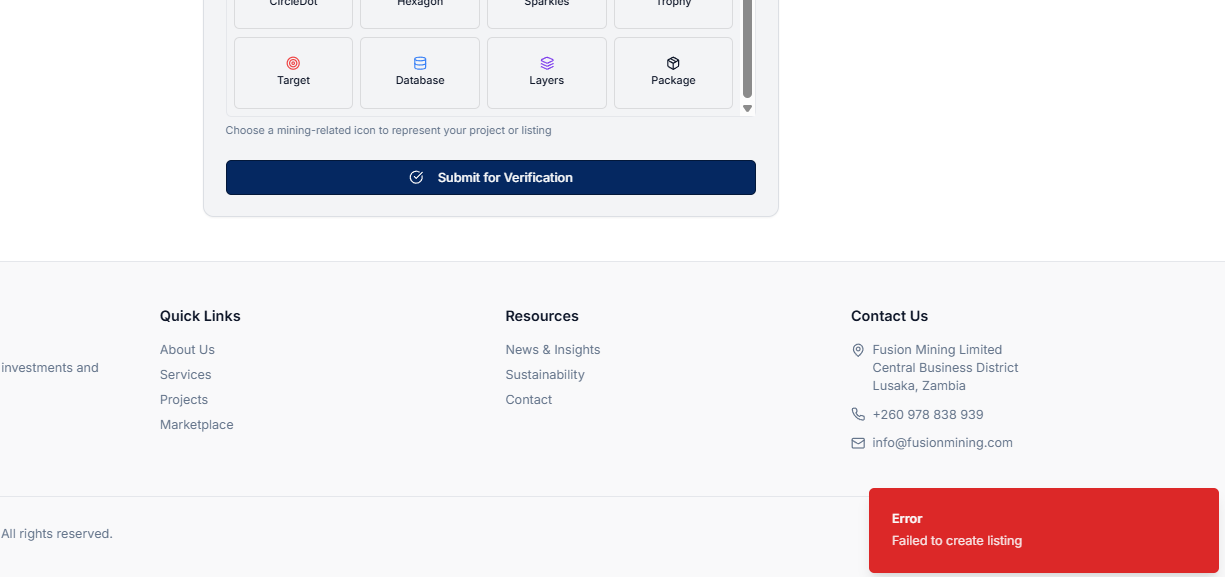 CircleDot
Hexagon
Sparkles
Trophy
Target
Database
Layers
Package
Choose a mining-related icon to represent your project or listing
Submit for Verification
investments and
All rights reserved.
Quick Links
About Us
Services
Projects
Marketplace
Resources
News & Insights
Sustainability
Contact
Contact Us
Fusion Mining Limited
Central Business District
Lusaka, Zambia
+260 978 838 939
info@fusionmining.com
Error
Failed to create listing